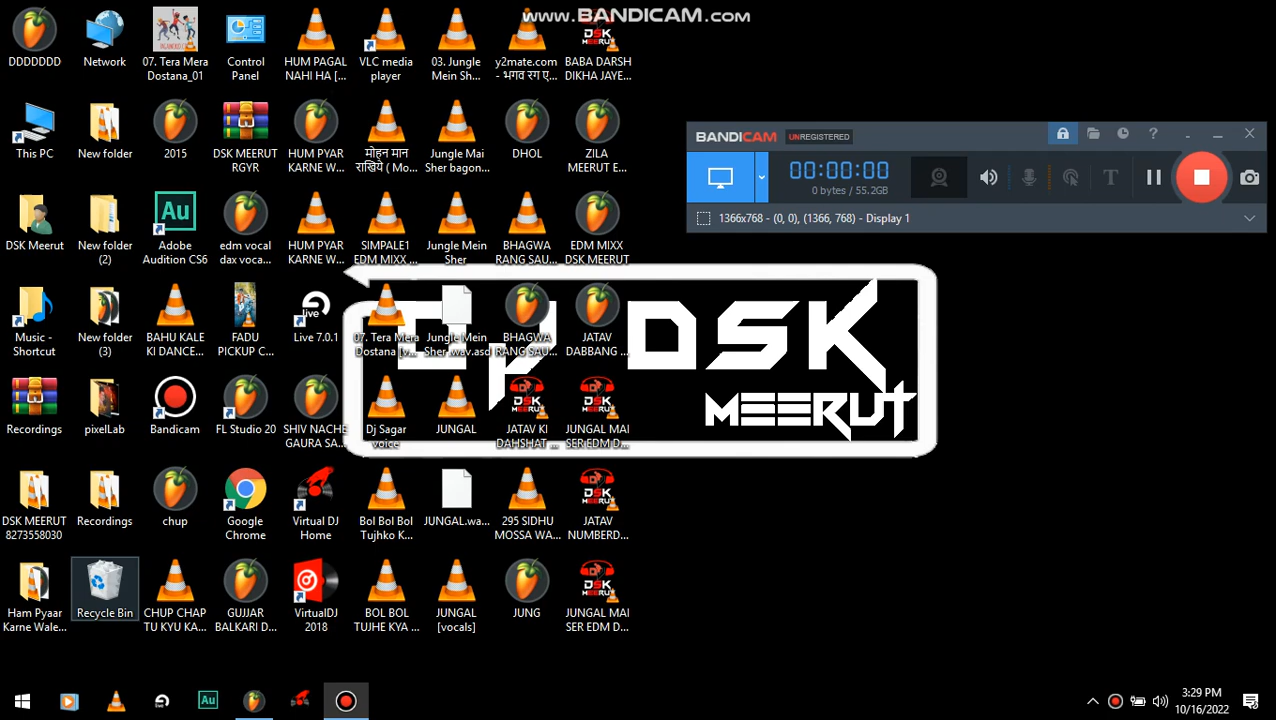 www.BANDICAM.com
DDDDDDD
Network
07. Tera Mera
Dostana_01
Control
Panel
HUM PAGAL
NAHI HA [...
VLC media
player
03. Jungle
Mein Sh...
y2mate.com
- भगव रग ए...
BABA DARSH
DIKHA JAYE...
This PC
New folder
2015
DSK MEERUT
RGYR
HUM PYAR
KARNE W...
मोहन मान
राखिये ( Mo...
Jungle Mai
Sher bagon...
DHOL
ZILA
MEERUT E...
BANDICAM
UNREGISTERED
00:00:00
0 bytes / 55.2GB
1366x768 - (0, 0), (1366, 768) - Display 1
DSK Meerut
New folder
(2)
Adobe
Audition CS6
edm vocal
dax voca...
HUM PYAR
KARNE W...
SIMPALE1
EDM MIXX ...
Jungle Mein
Sher
BHAGWA
RANG SAU...
EDM MIXX
DSK MEERUT
Music -
Shortcut
New folder
(3)
BAHU KALE
KI DANCE...
FADU
PICKUP C...
Live 7.0.1
07. Tera Mera
Dostana [v...
Jungle Mein
Sher.wav.asd
BHAGWA
RANG SAU...
JATAV
DABBANG ...
DSK
MEERUT
Recordings
pixelLab
Bandicam
FL Studio 20
SHIV NACHE
GAURA SA...
Dj Sagar
voice
JUNGAL
JATAV KI
DAHSHAT ...
JUNGAL MAI
SER EDM D...
DSK MEERUT
8273558030
Recordings
chup
Google
Chrome
Virtual DJ
Home
Bol Bol Bol
Tujhko K...
JUNGAL.wa...
295 SIDHU
MOSSA WA...
JATAV
NUMBERD...
Ham Pyaar
Karne Wale...
Recycle Bin
CHUP CHAP
TU KYU KA...
GUJJAR
BALKARI D...
VirtualDJ
2018
BOL BOL
TUJHE KYA ...
JUNGAL
[vocals]
JUNG
JUNGAL MAI
SER EDM D...
3:29 PM
10/16/2022